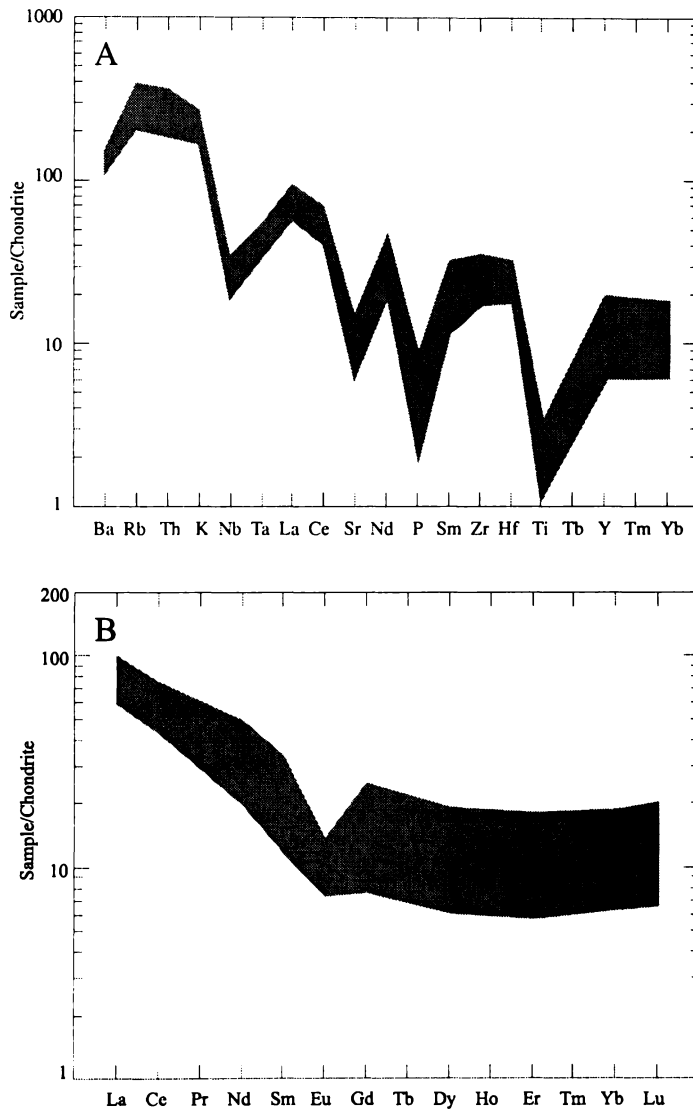 1000
A
100
Sample/Chondrite
10
1
Ba Rb Th K Nb Ta La Ce Sr Nd P Sm Zr Hf Ti Tb Y Tm Yb
200
B
100
Sample/Chondrite
10
1
La Ce Pr Nd Sm Eu Gd Tb Dy Ho Er Tm Yb Lu